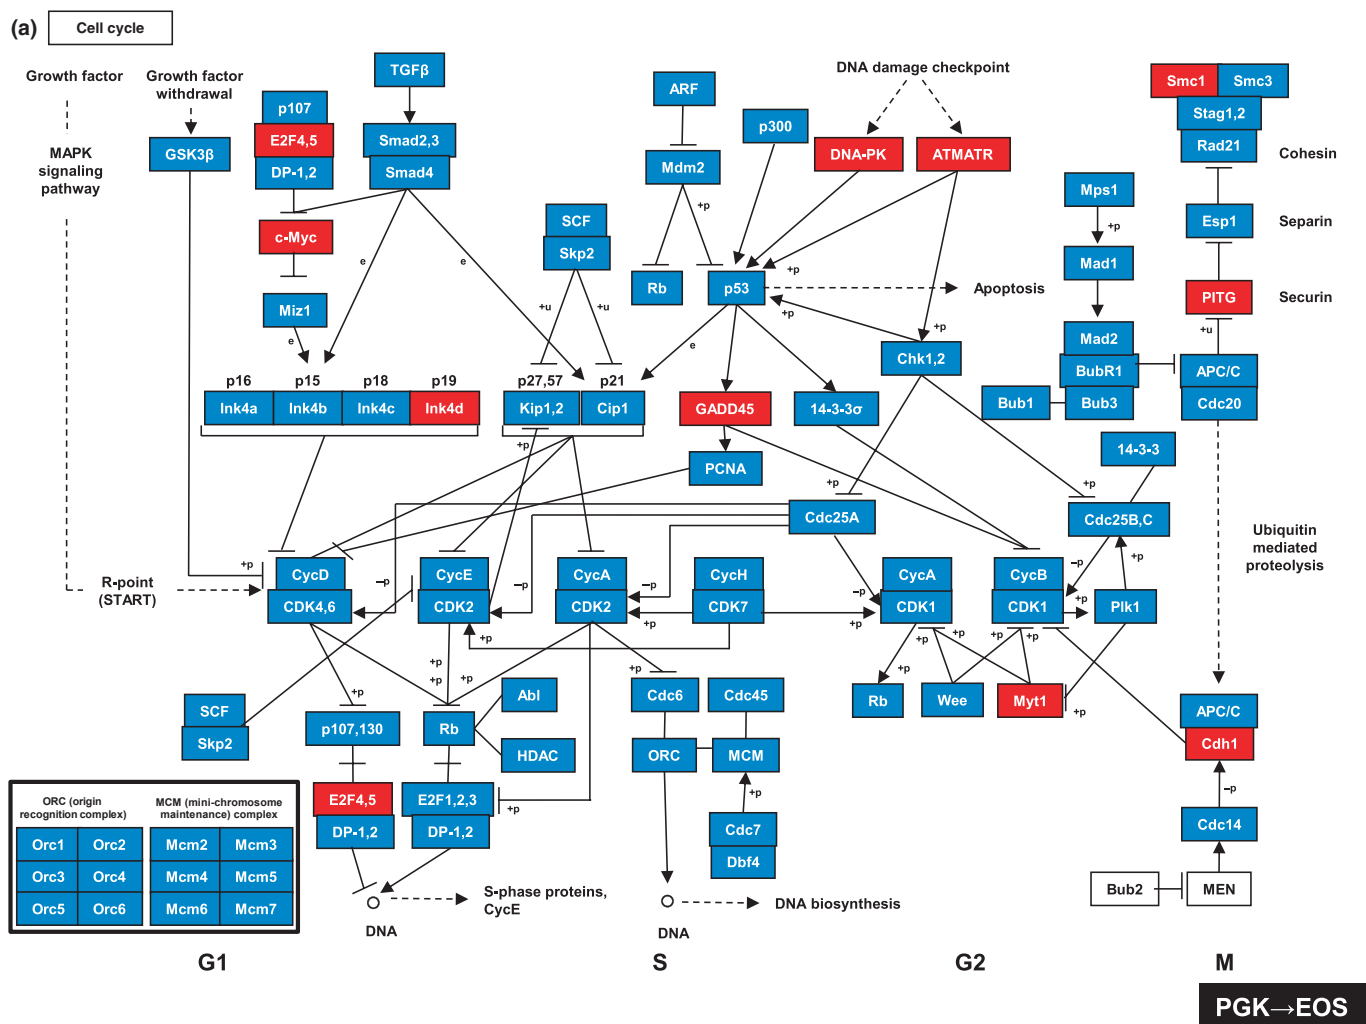 (a) Cell cycle
Growth factor
Growth factor
withdrawal
MAPK
signaling
pathway
GSK3β
p107
E2F4,5
DP-1,2
c-Myc
Miz1
e
TGFβ
Smad2,3
Smad4
e
e
SCF
Skp2
+u
+u
ARF
Mdm2
+p
Rb
p300
DNA damage checkpoint
DNA-PK
ATMATR
p53
+p
+p
+p
Apoptosis
Chk1,2
Smc1
Smc3
Stag1,2
Rad21
Cohesin
Mps1
+p
Esp1
Separin
Mad1
PITG
Securin
+u
Mad2
BubR1
Bub1
Bub3
APC/C
Cdc20
p16
p15
p18
p19
Ink4a
Ink4b
Ink4c
Ink4d
p27,57
p21
Kip1,2
Cip1
+p
e
GADD45
14-3-3σ
PCNA
14-3-3
+p
+p
Cdc25A
Cdc25B,C
Ubiquitin
mediated
proteolysis
R-point
(START)
+p
CycD
CDK4,6
–p
CycE
CDK2
–p
CycA
CDK2
–p
+p
CycH
CDK7
+p
+p
CycA
CDK1
–p
CycB
CDK1
–p
+p
+p
Plk1
+p
+p
+p
+p
+p
+p
Rb
Wee
Myt1
+p
+p
+p
+p
+p
+p
SCF
Skp2
p107,130
Rb
Abl
HDAC
Cdc6
Cdc45
ORC
MCM
+p
Cdc7
Dbf4
APC/C
Cdh1
–p
Cdc14
Bub2
MEN
E2F4,5
DP-1,2
E2F1,2,3
DP-1,2
+p
ORC (origin
recognition complex)
MCM (mini-chromosome
maintenance) complex
Orc1
Orc2
Mcm2
Mcm3
Orc3
Orc4
Mcm4
Mcm5
Orc5
Orc6
Mcm6
Mcm7
S-phase proteins,
CycE
DNA
DNA biosynthesis
DNA
G1
S
G2
M
PGK→EOS